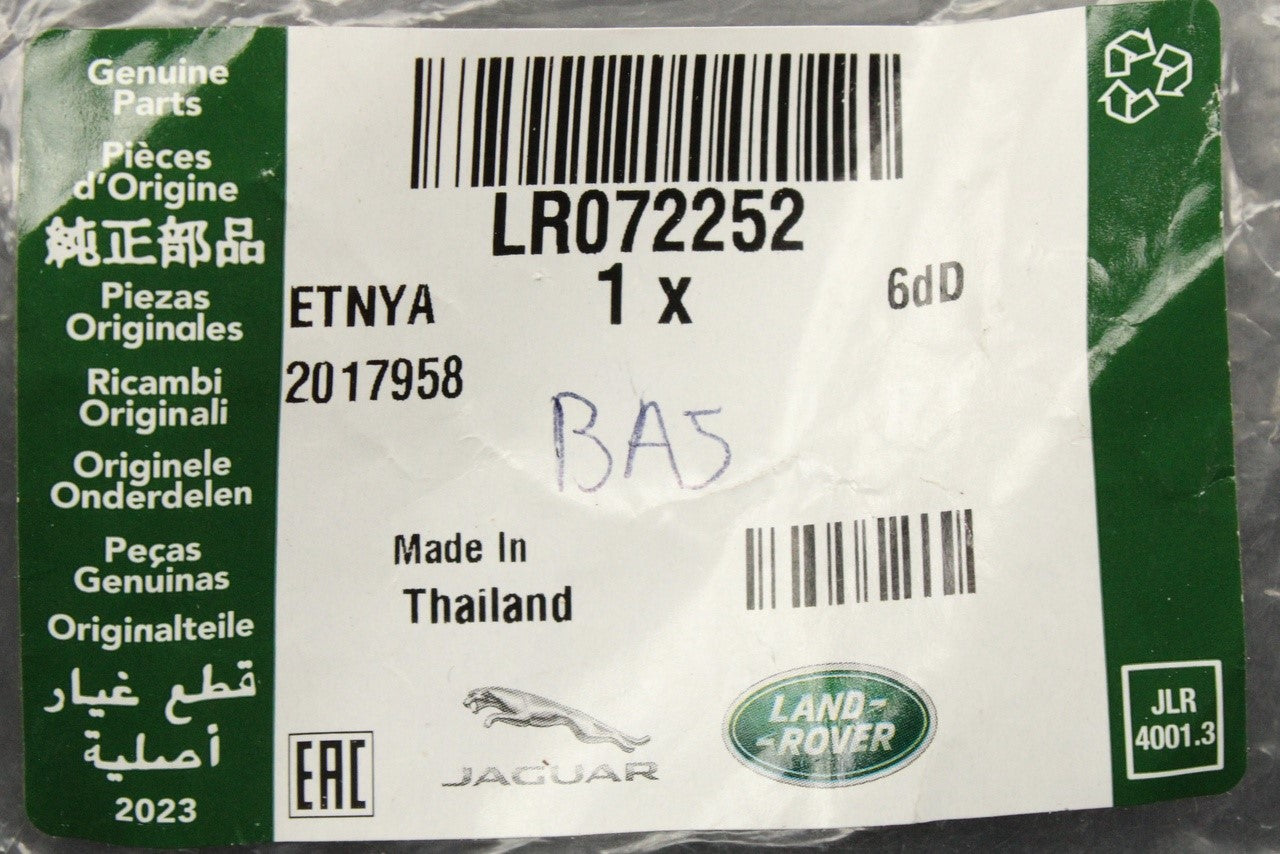 Genuine
Parts
Pièces
d'Origine
純正部品
Piezas
Originales
Ricambi
Originali
Originele
Onderdelen
Peças
Genuinas
Originalteile
قطع غيار
أصلية
2023
LR072252
ETNYA 1 x 6dD
2017958
BA5
Made In
Thailand
EAC
JAGUAR
LAND-
-ROVER
JLR
4001.3